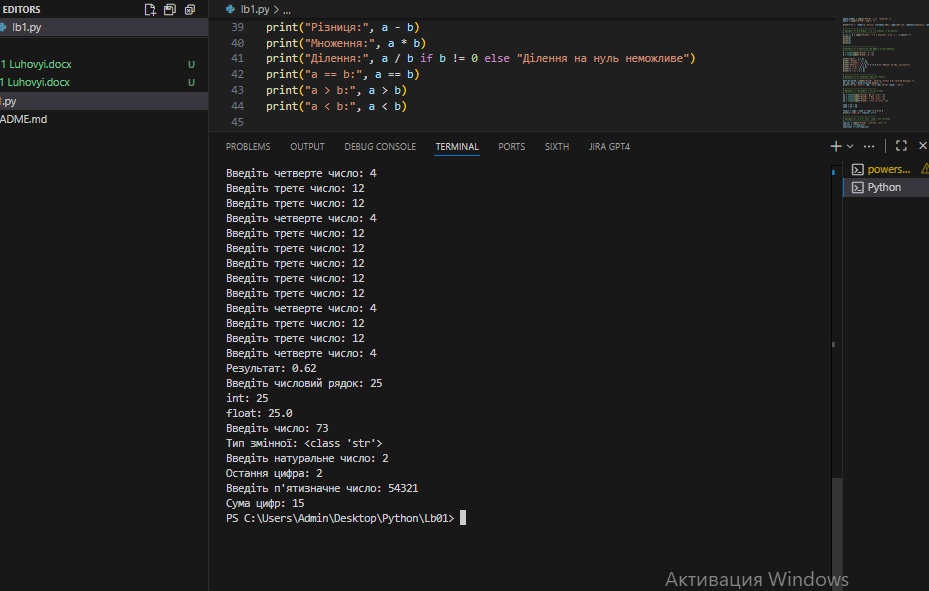 EDITORS
lb1.py
1 Luhovyi.docx U
1 Luhovyi.docx U
.py
ADME.md
lb1.py > ...
39 print("Різниця:", a - b)
40 print("Множення:", a * b)
41 print("Ділення:", a / b if b != 0 else "Ділення на нуль неможливе")
42 print("a == b:", a == b)
43 print("a > b:", a > b)
44 print("a < b:", a < b)
45
PROBLEMS OUTPUT DEBUG CONSOLE TERMINAL PORTS SIXTH JIRA GPT4
powers...
Python
Введіть четверте число: 4
Введіть третє число: 12
Введіть третє число: 12
Введіть четверте число: 4
Введіть третє число: 12
Введіть третє число: 12
Введіть третє число: 12
Введіть третє число: 12
Введіть третє число: 12
Введіть четверте число: 4
Введіть третє число: 12
Введіть третє число: 12
Введіть четверте число: 4
Результат: 0.62
Введіть числовий рядок: 25
int: 25
float: 25.0
Введіть число: 73
Тип змінної: <class 'str'>
Введіть натуральне число: 2
Остання цифра: 2
Введіть п'ятизначне число: 54321
Сума цифр: 15
PS C:\Users\Admin\Desktop\Python\Lb01>
Активация Windows